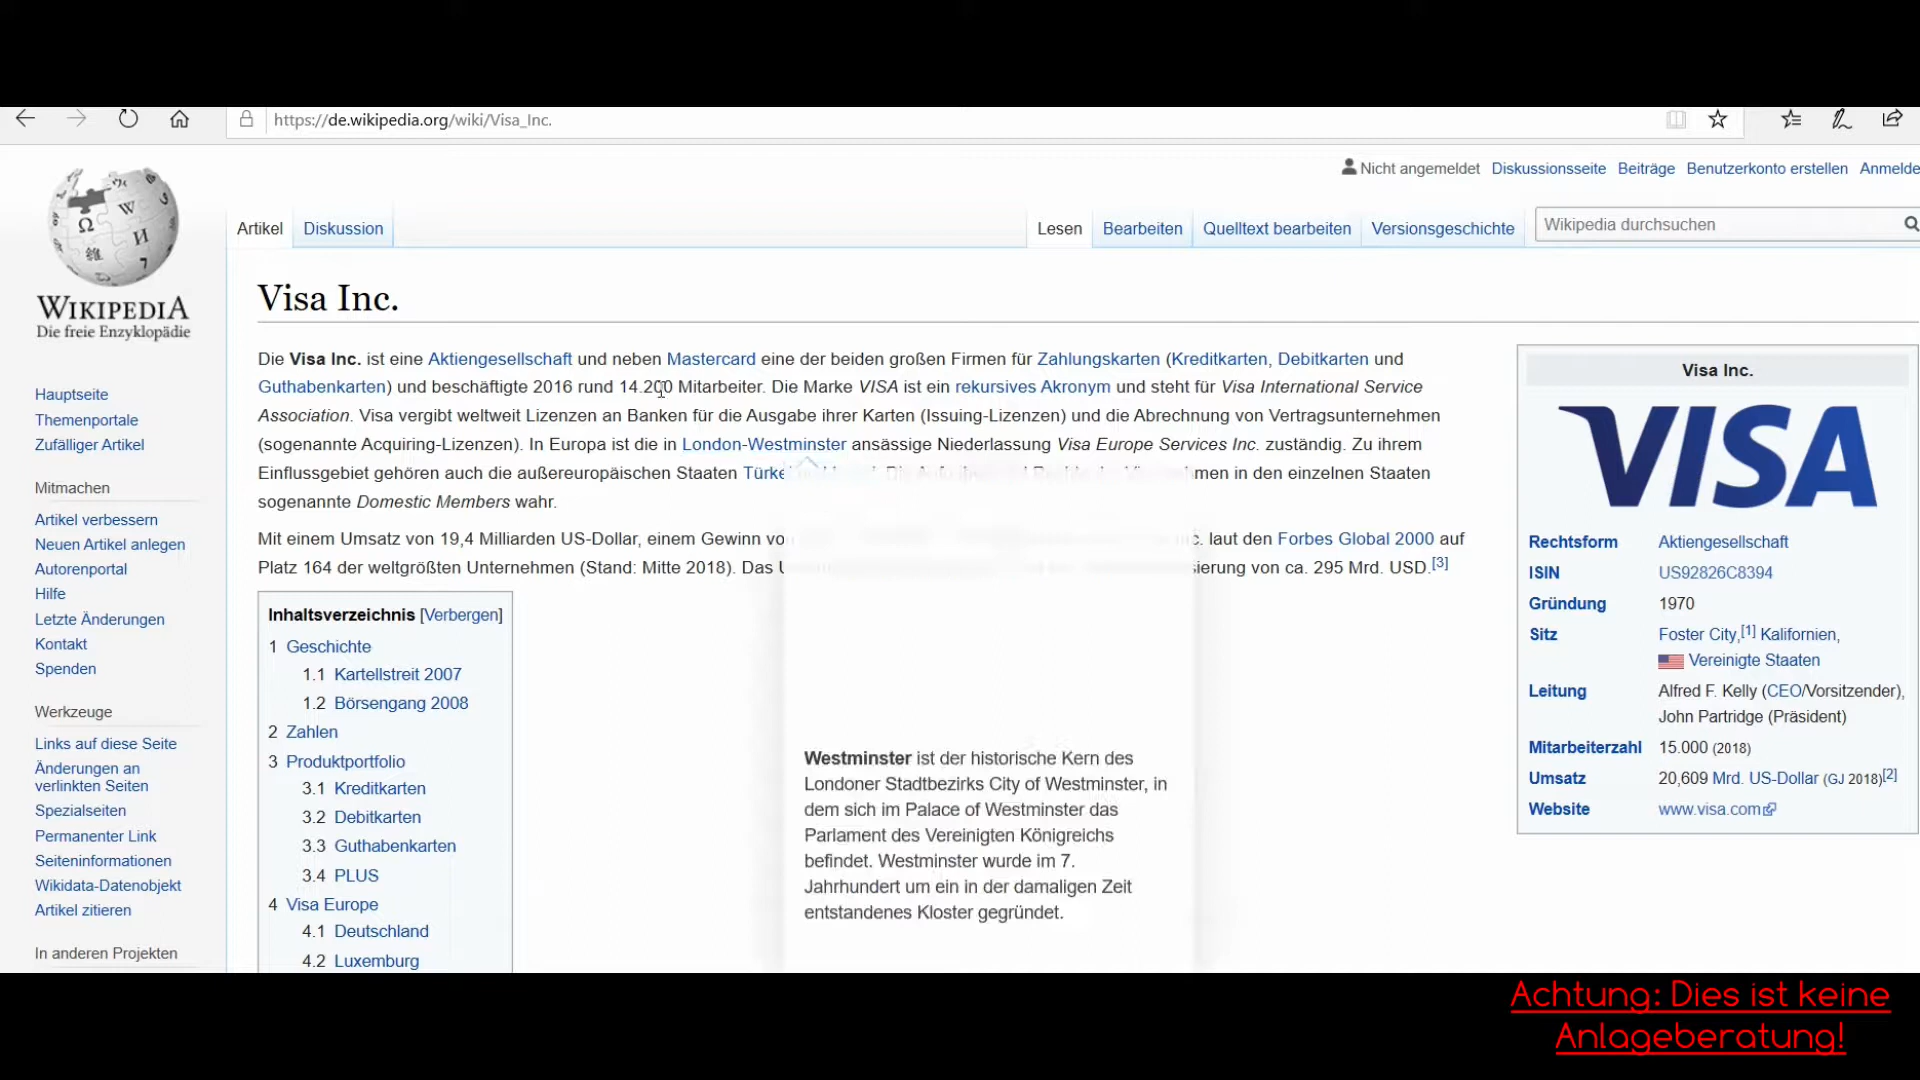 https://de.wikipedia.org/wiki/Visa_Inc.
Nicht angemeldet Diskussionsseite Beiträge Benutzerkonto erstellen Anmelde
Artikel Diskussion Lesen Bearbeiten Quelltext bearbeiten Versionsgeschichte Wikipedia durchsuchen
WIKIPEDIA
Die freie Enzyklopädie
Hauptseite
Themenportale
Zufälliger Artikel
Mitmachen
Artikel verbessern
Neuen Artikel anlegen
Autorenportal
Hilfe
Letzte Änderungen
Kontakt
Spenden
Werkzeuge
Links auf diese Seite
Änderungen an
verlinkten Seiten
Spezialseiten
Permanenter Link
Seiteninformationen
Wikidata-Datenobjekt
Artikel zitieren
In anderen Projekten
Visa Inc.
Die Visa Inc. ist eine Aktiengesellschaft und neben Mastercard eine der beiden großen Firmen für Zahlungskarten (Kreditkarten, Debitkarten und
Guthabenkarten) und beschäftigte 2016 rund 14.200 Mitarbeiter. Die Marke VISA ist ein rekursives Akronym und steht für Visa International Service
Association. Visa vergibt weltweit Lizenzen an Banken für die Ausgabe ihrer Karten (Issuing-Lizenzen) und die Abrechnung von Vertragsunternehmen
(sogenannte Acquiring-Lizenzen). In Europa ist die in London-Westminster ansässige Niederlassung Visa Europe Services Inc. zuständig. Zu ihrem
Einflussgebiet gehören auch die außereuropäischen Staaten Türke men in den einzelnen Staaten
sogenannte Domestic Members wahr.
Mit einem Umsatz von 19,4 Milliarden US-Dollar, einem Gewinn vo c. laut den Forbes Global 2000 auf
Platz 164 der weltgrößten Unternehmen (Stand: Mitte 2018). Das U sierung von ca. 295 Mrd. USD.[3]
Inhaltsverzeichnis [Verbergen]
1 Geschichte
1.1 Kartellstreit 2007
1.2 Börsengang 2008
2 Zahlen
3 Produktportfolio
3.1 Kreditkarten
3.2 Debitkarten
3.3 Guthabenkarten
3.4 PLUS
4 Visa Europe
4.1 Deutschland
4.2 Luxemburg
Westminster ist der historische Kern des
Londoner Stadtbezirks City of Westminster, in
dem sich im Palace of Westminster das
Parlament des Vereinigten Königreichs
befindet. Westminster wurde im 7.
Jahrhundert um ein in der damaligen Zeit
entstandenes Kloster gegründet.
Visa Inc.
VISA
Rechtsform Aktiengesellschaft
ISIN US92826C8394
Gründung 1970
Sitz Foster City,[1] Kalifornien,
Vereinigte Staaten
Leitung Alfred F. Kelly (CEO/Vorsitzender),
John Partridge (Präsident)
Mitarbeiterzahl 15.000 (2018)
Umsatz 20,609 Mrd. US-Dollar (GJ 2018)[2]
Website www.visa.com
Achtung: Dies ist keine
Anlageberatung!